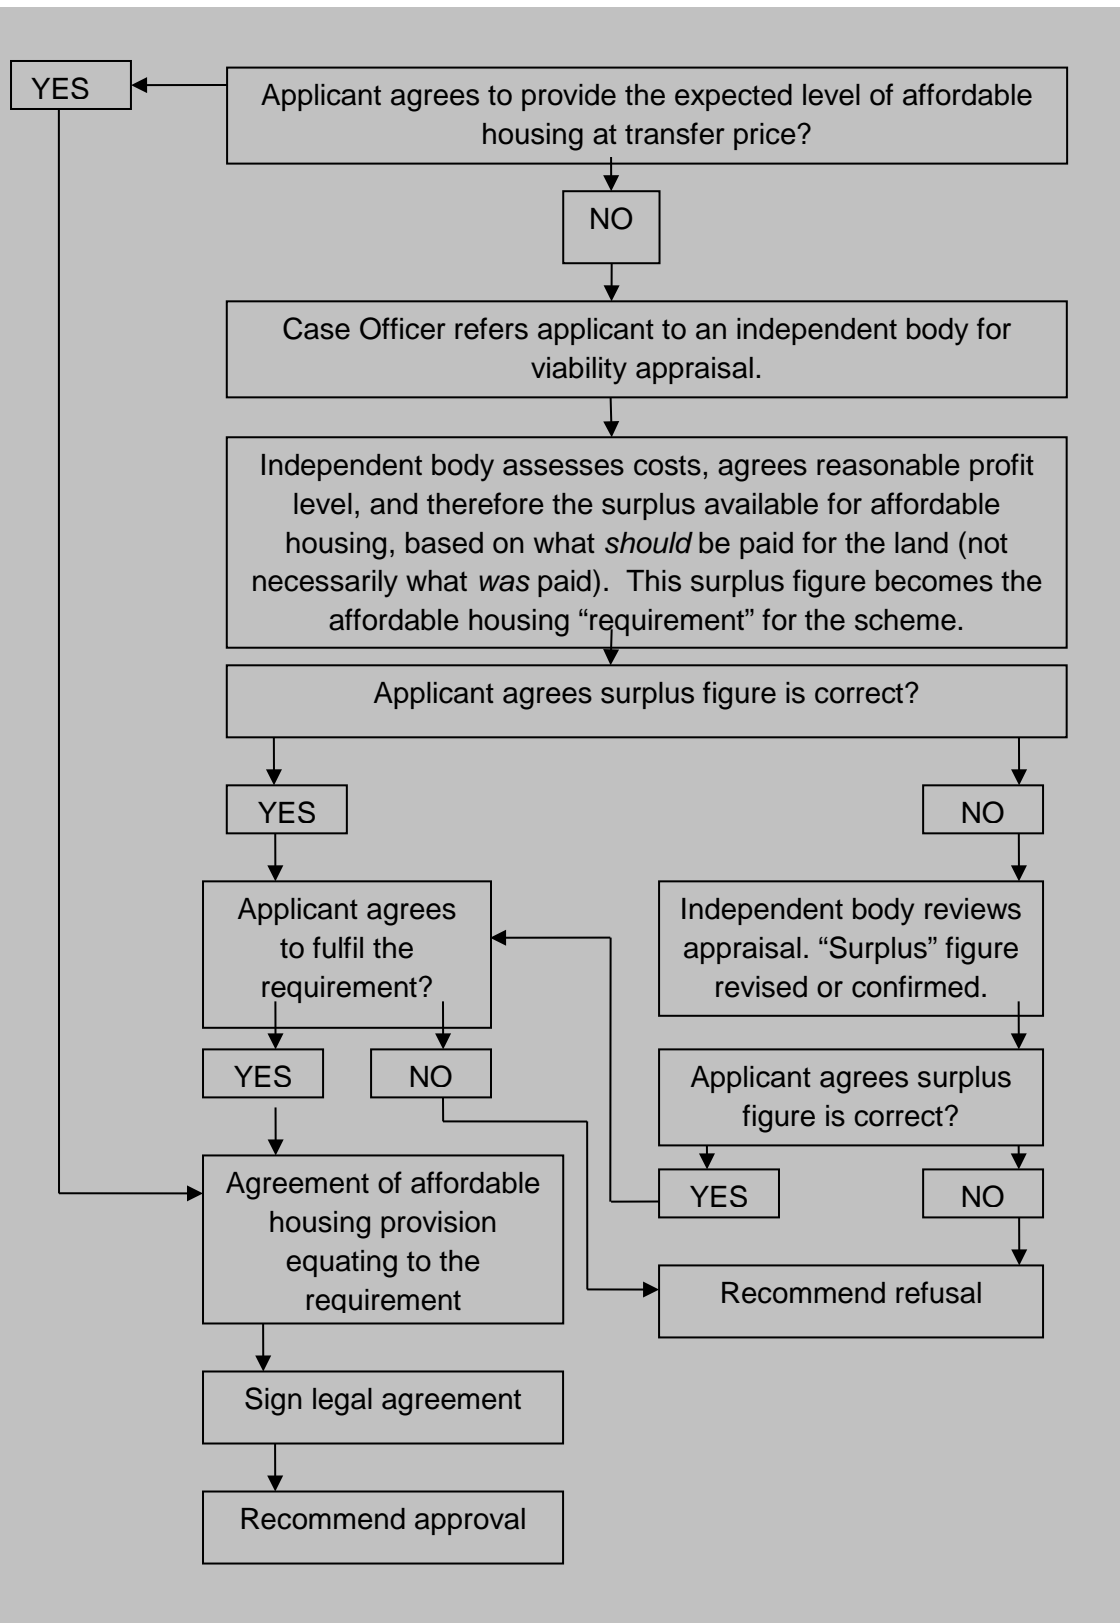 YES
Applicant agrees to provide the expected level of affordable
housing at transfer price?
NO
Case Officer refers applicant to an independent body for
viability appraisal.
Independent body assesses costs, agrees reasonable profit
level, and therefore the surplus available for affordable
housing, based on what should be paid for the land (not
necessarily what was paid).  This surplus figure becomes the
affordable housing “requirement” for the scheme.
Applicant agrees surplus figure is correct?
YES
NO
Applicant agrees
to fulfil the
requirement?
Independent body reviews
appraisal. “Surplus” figure
revised or confirmed.
YES
NO
Applicant agrees surplus
figure is correct?
YES
NO
Agreement of affordable
housing provision
equating to the
requirement
Recommend refusal
Sign legal agreement
Recommend approval